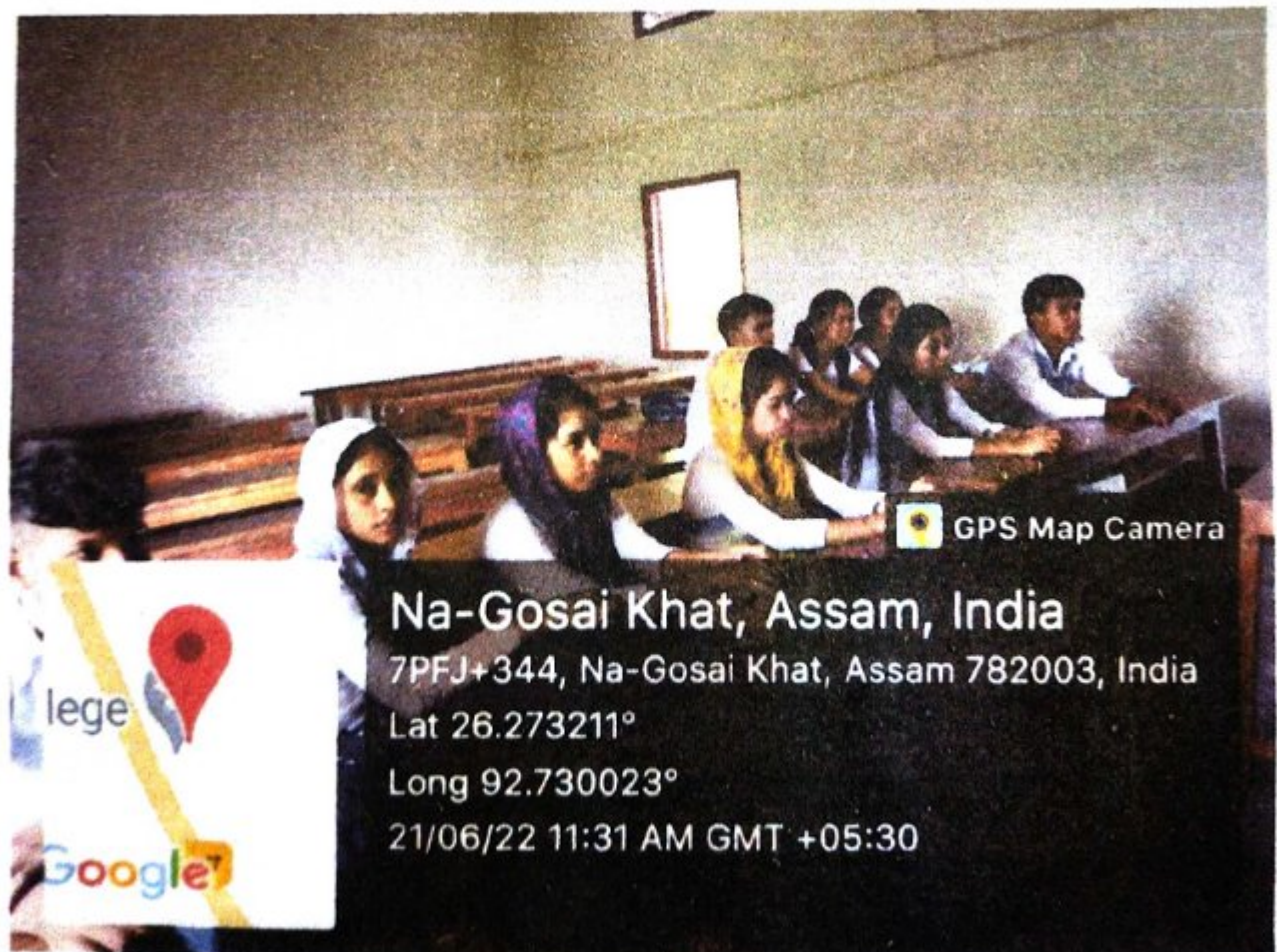 GPS Map Camera
Na-Gosai Khat, Assam, India
7PFJ+344, Na-Gosai Khat, Assam 782003, India
Lat 26.273211°
Long 92.730023°
21/06/22 11:31 AM GMT +05:30
lege
Google